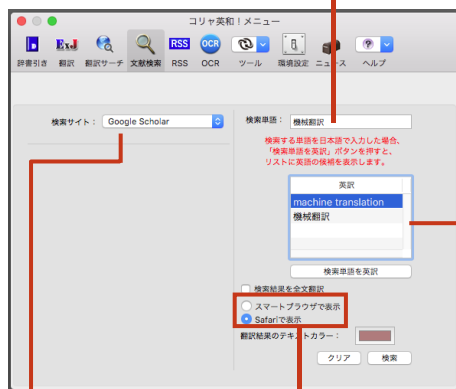 コリャ英和！メニュー
ExJ
RSS
OCR
辞書引き 翻訳 翻訳サーチ 文献検索 RSS OCR ツール 環境設定 ニュース ヘルプ
検索サイト： Google Scholar
検索単語： 機械翻訳
検索する単語を日本語で入力した場合、
「検索単語を英訳」ボタンを押すと、
リストに英語の候補を表示します。
英訳
machine translation
機械翻訳
検索単語を英訳
検索結果を全文翻訳
スマートブラウザで表示
Safariで表示
翻訳結果のテキストカラー：
クリア 検索